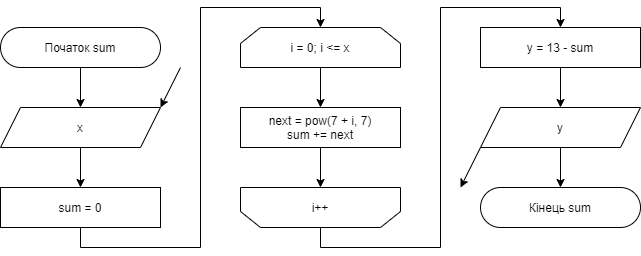 Початок sum
x
sum = 0
i = 0; i <= x
next = pow(7 + i, 7)
sum += next
i++
y = 13 - sum
y
Кінець sum